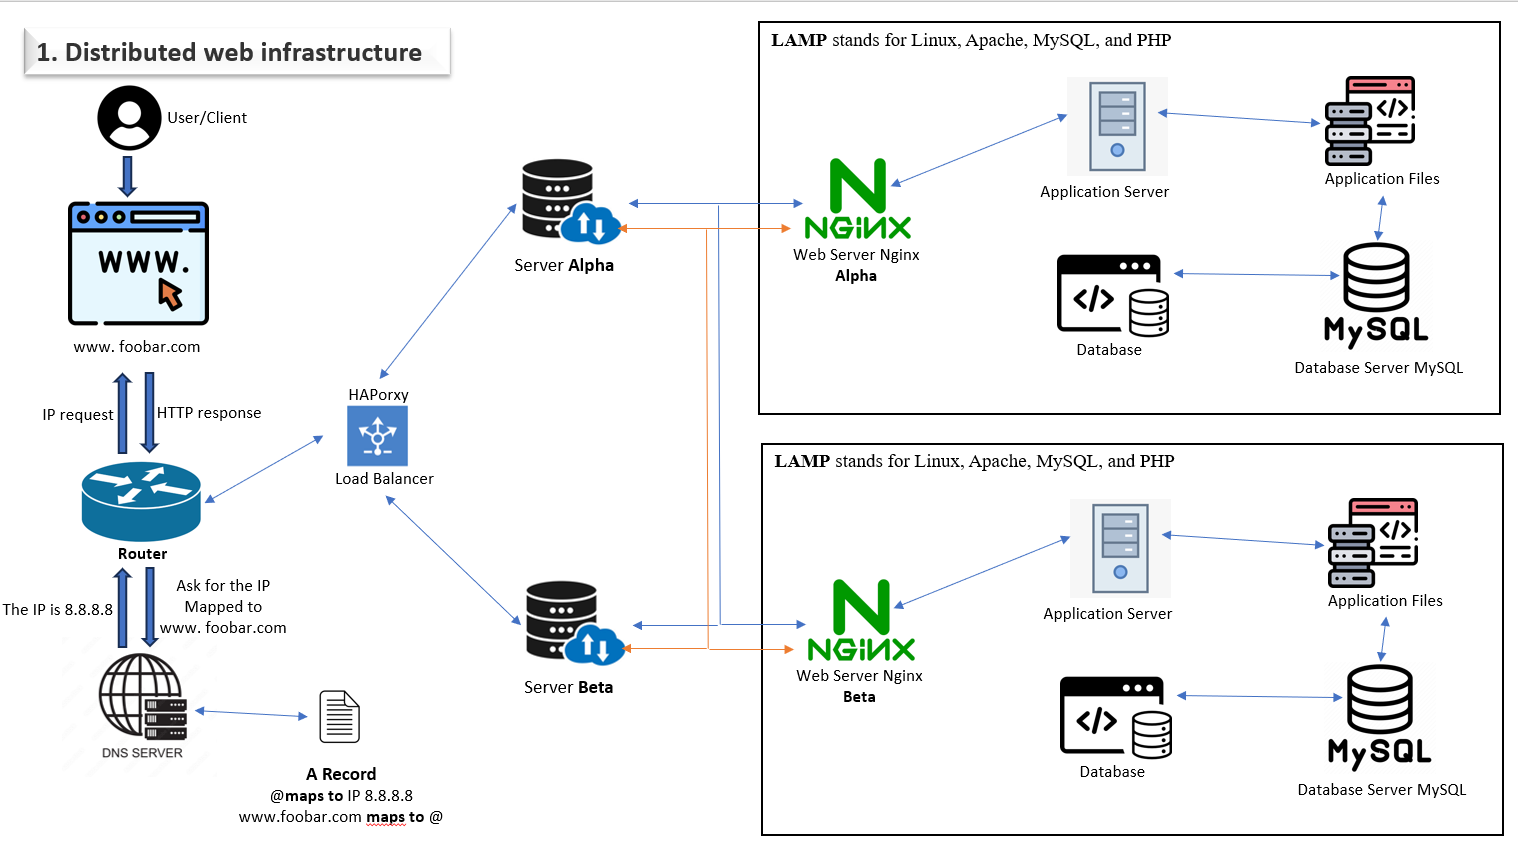 1. Distributed web infrastructure
User/Client
WWW.
www. foobar.com
IP request
HTTP response
Router
The IP is 8.8.8.8
Ask for the IP
Mapped to
www. foobar.com
DNS SERVER
A Record
@maps to IP 8.8.8.8
www.foobar.com maps to @
HAPorxy
Load Balancer
Server Alpha
Server Beta
LAMP stands for Linux, Apache, MySQL, and PHP
NGINX
Web Server Nginx
Alpha
Application Server
Application Files
Database
MySQL
Database Server MySQL
LAMP stands for Linux, Apache, MySQL, and PHP
NGINX
Web Server Nginx
Beta
Application Server
Application Files
Database
MySQL
Database Server MySQL